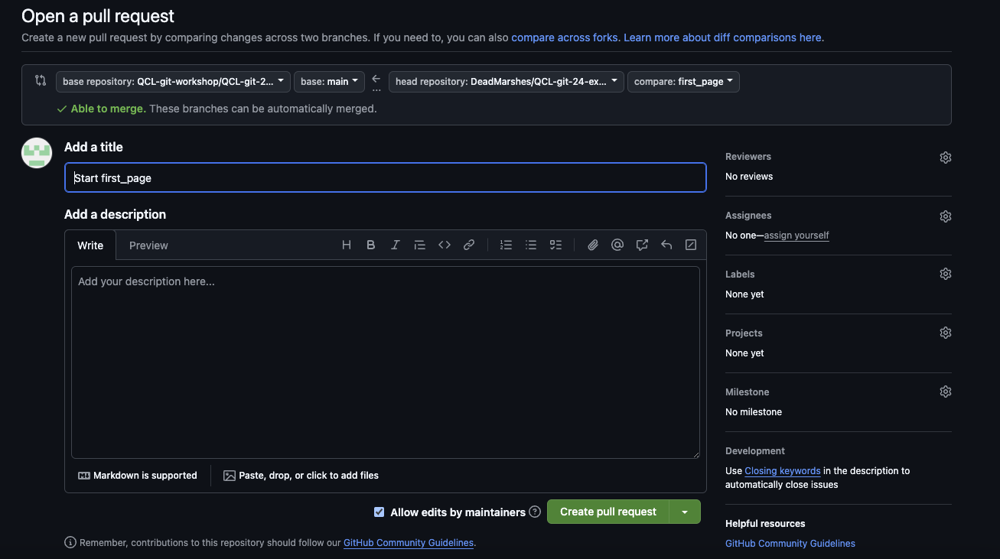 Open a pull request
Create a new pull request by comparing changes across two branches. If you need to, you can also compare across forks. Learn more about diff comparisons here.
base repository: QCL-git-workshop/QCL-git-2... base: main ← ... head repository: DeadMarshes/QCL-git-24-ex... compare: first_page
✓ Able to merge. These branches can be automatically merged.
Add a title
Start first_page
Add a description
Write Preview
Add your description here...
Markdown is supported
Paste, drop, or click to add files
Allow edits by maintainers
Create pull request
Remember, contributions to this repository should follow our GitHub Community Guidelines.
Reviewers
No reviews
Assignees
No one—assign yourself
Labels
None yet
Projects
None yet
Milestone
No milestone
Development
Use Closing keywords in the description to
automatically close issues
Helpful resources
GitHub Community Guidelines